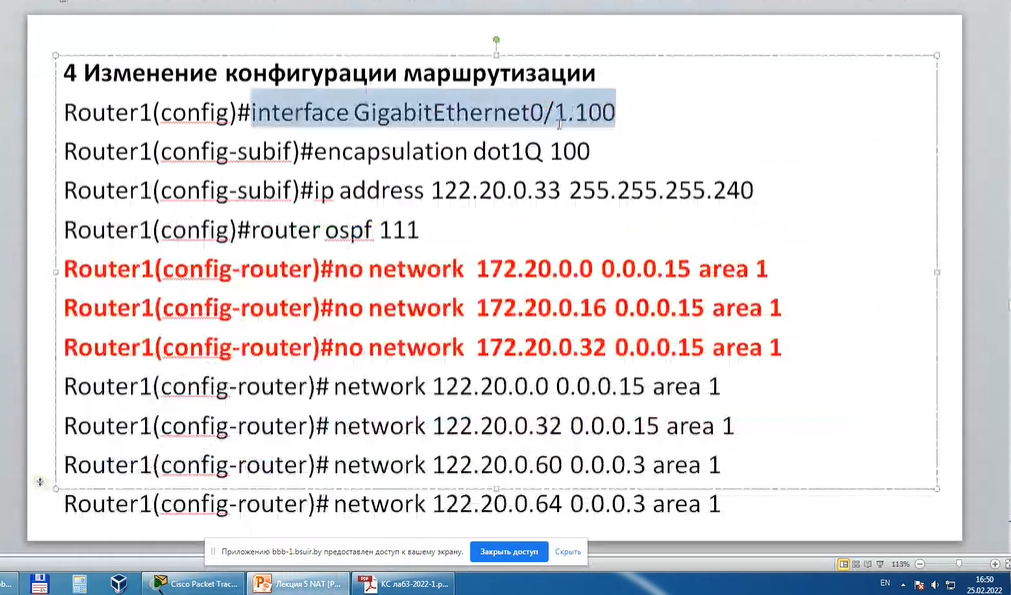 4 Изменение конфигурации маршрутизации
Router1(config)#interface GigabitEthernet0/1.100
Router1(config-subif)#encapsulation dot1Q 100
Router1(config-subif)#ip address 122.20.0.33 255.255.255.240
Router1(config)#router ospf 111
Router1(config-router)#no network 172.20.0.0 0.0.0.15 area 1
Router1(config-router)#no network 172.20.0.16 0.0.0.15 area 1
Router1(config-router)#no network 172.20.0.32 0.0.0.15 area 1
Router1(config-router)# network 122.20.0.0 0.0.0.15 area 1
Router1(config-router)# network 122.20.0.32 0.0.0.15 area 1
Router1(config-router)# network 122.20.0.60 0.0.0.3 area 1
Router1(config-router)# network 122.20.0.64 0.0.0.3 area 1
Приложению bbb-1.bsuir.by предоставлен доступ к вашему экрану. Закрыть доступ Скрыть
113%
Cisco Packet Trac... Лекция 5 NAT [P... КС лаб3-2022-1.p... EN 16:50
25.02.2022